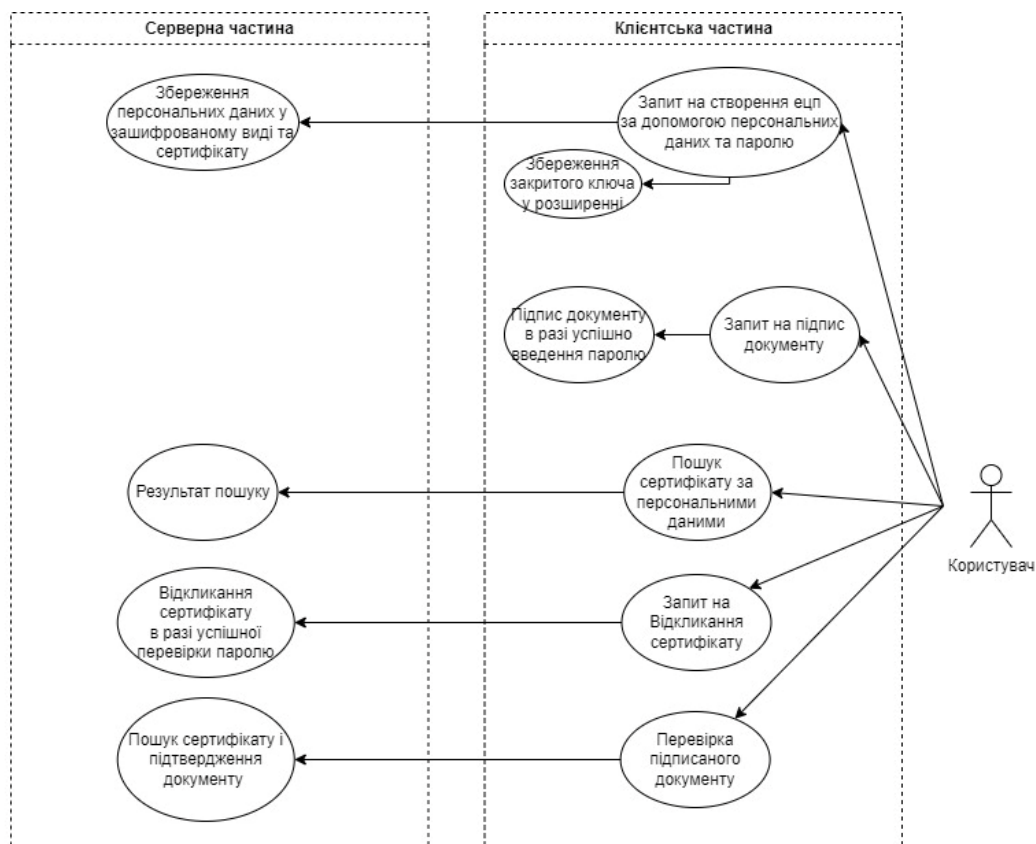 Серверна частина
Клієнтська частина
Збереження
персональних даних у
зашифрованому виді та
сертифікату
Запит на створення ецп
за допомогою персональних
даних та паролю
Збереження
закритого ключа
у розширенні
Підпис документу
в разі успішно
введення паролю
Запит на підпис
документу
Результат пошуку
Пошук
сертифікату за
персональними
даними
Користувач
Відкликання
сертифікату
в разі успішної
перевірки паролю
Запит на
Відкликання
сертифікату
Пошук сертифікату і
підтвердження
документу
Перевірка
підписаного
документу